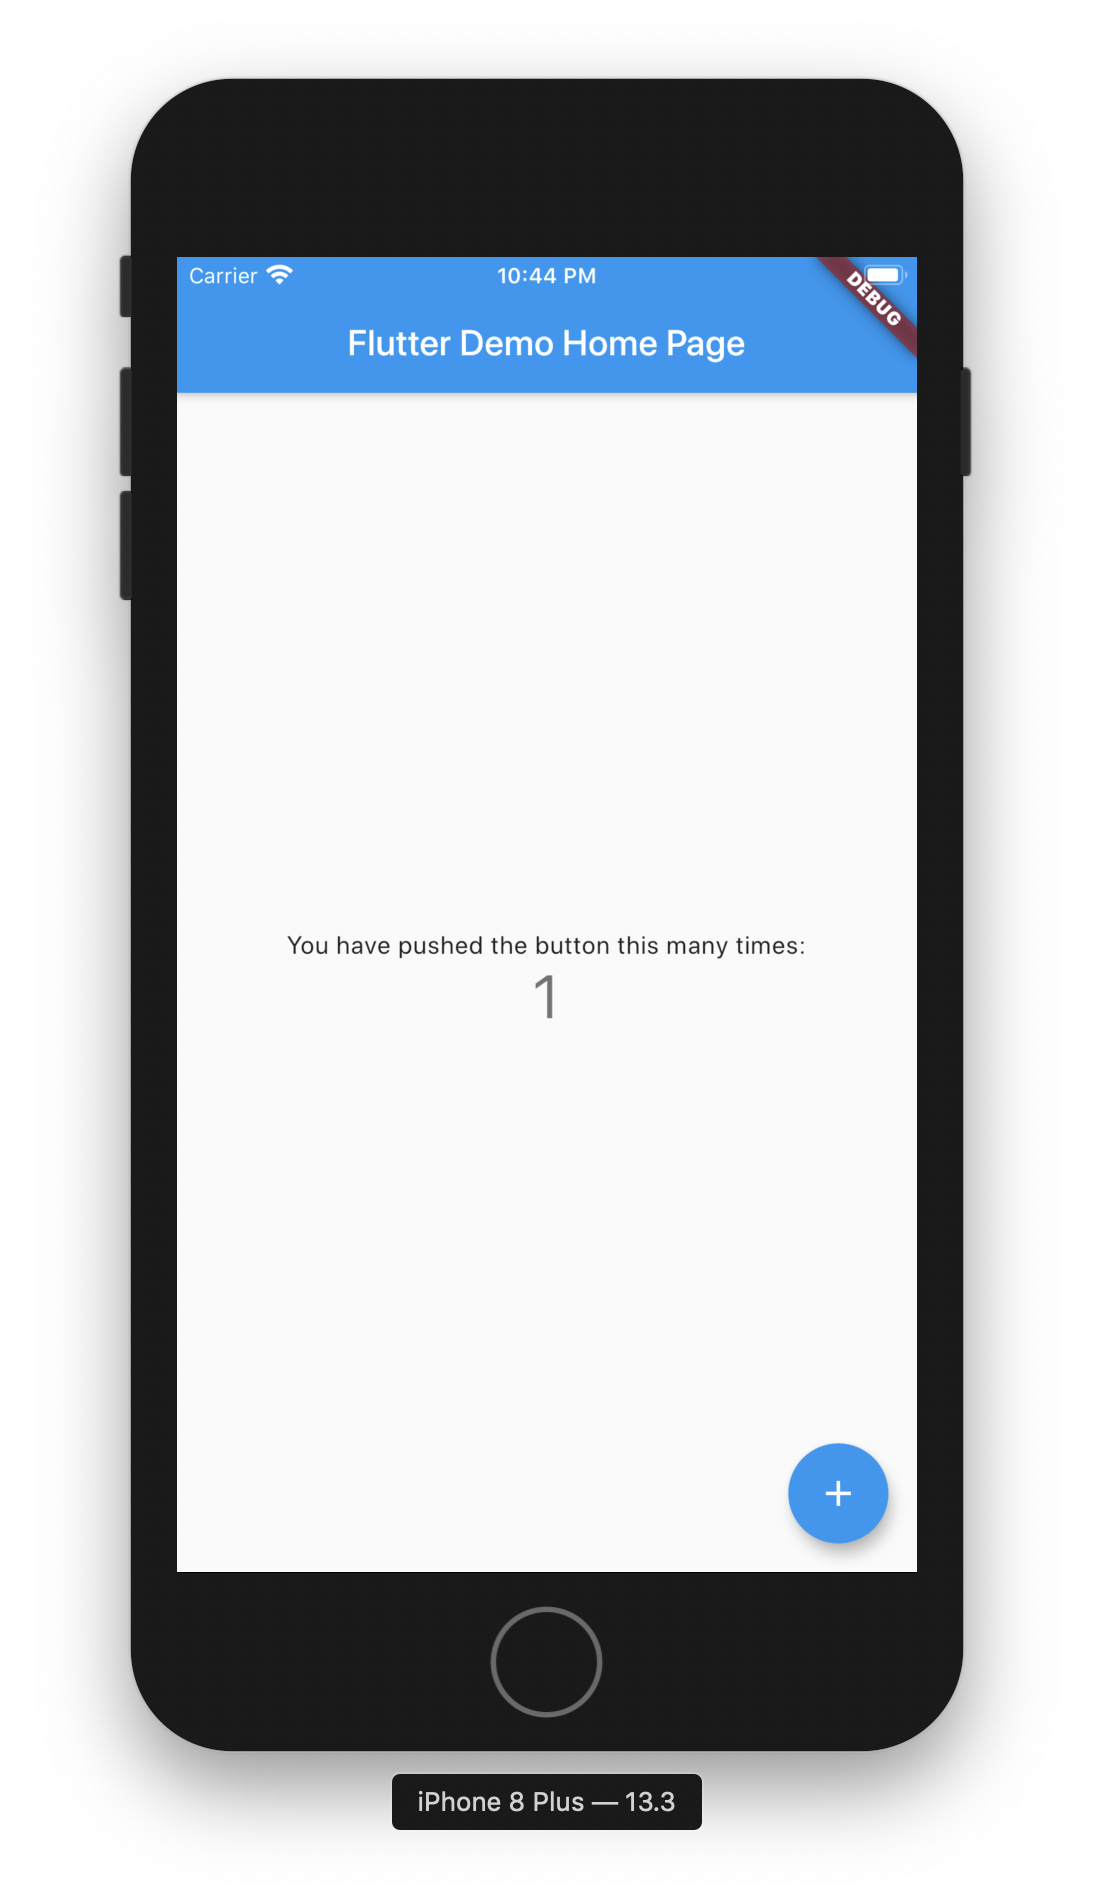 Carrier 10:44 PM
DEBUG
Flutter Demo Home Page
You have pushed the button this many times:
1
+
iPhone 8 Plus — 13.3